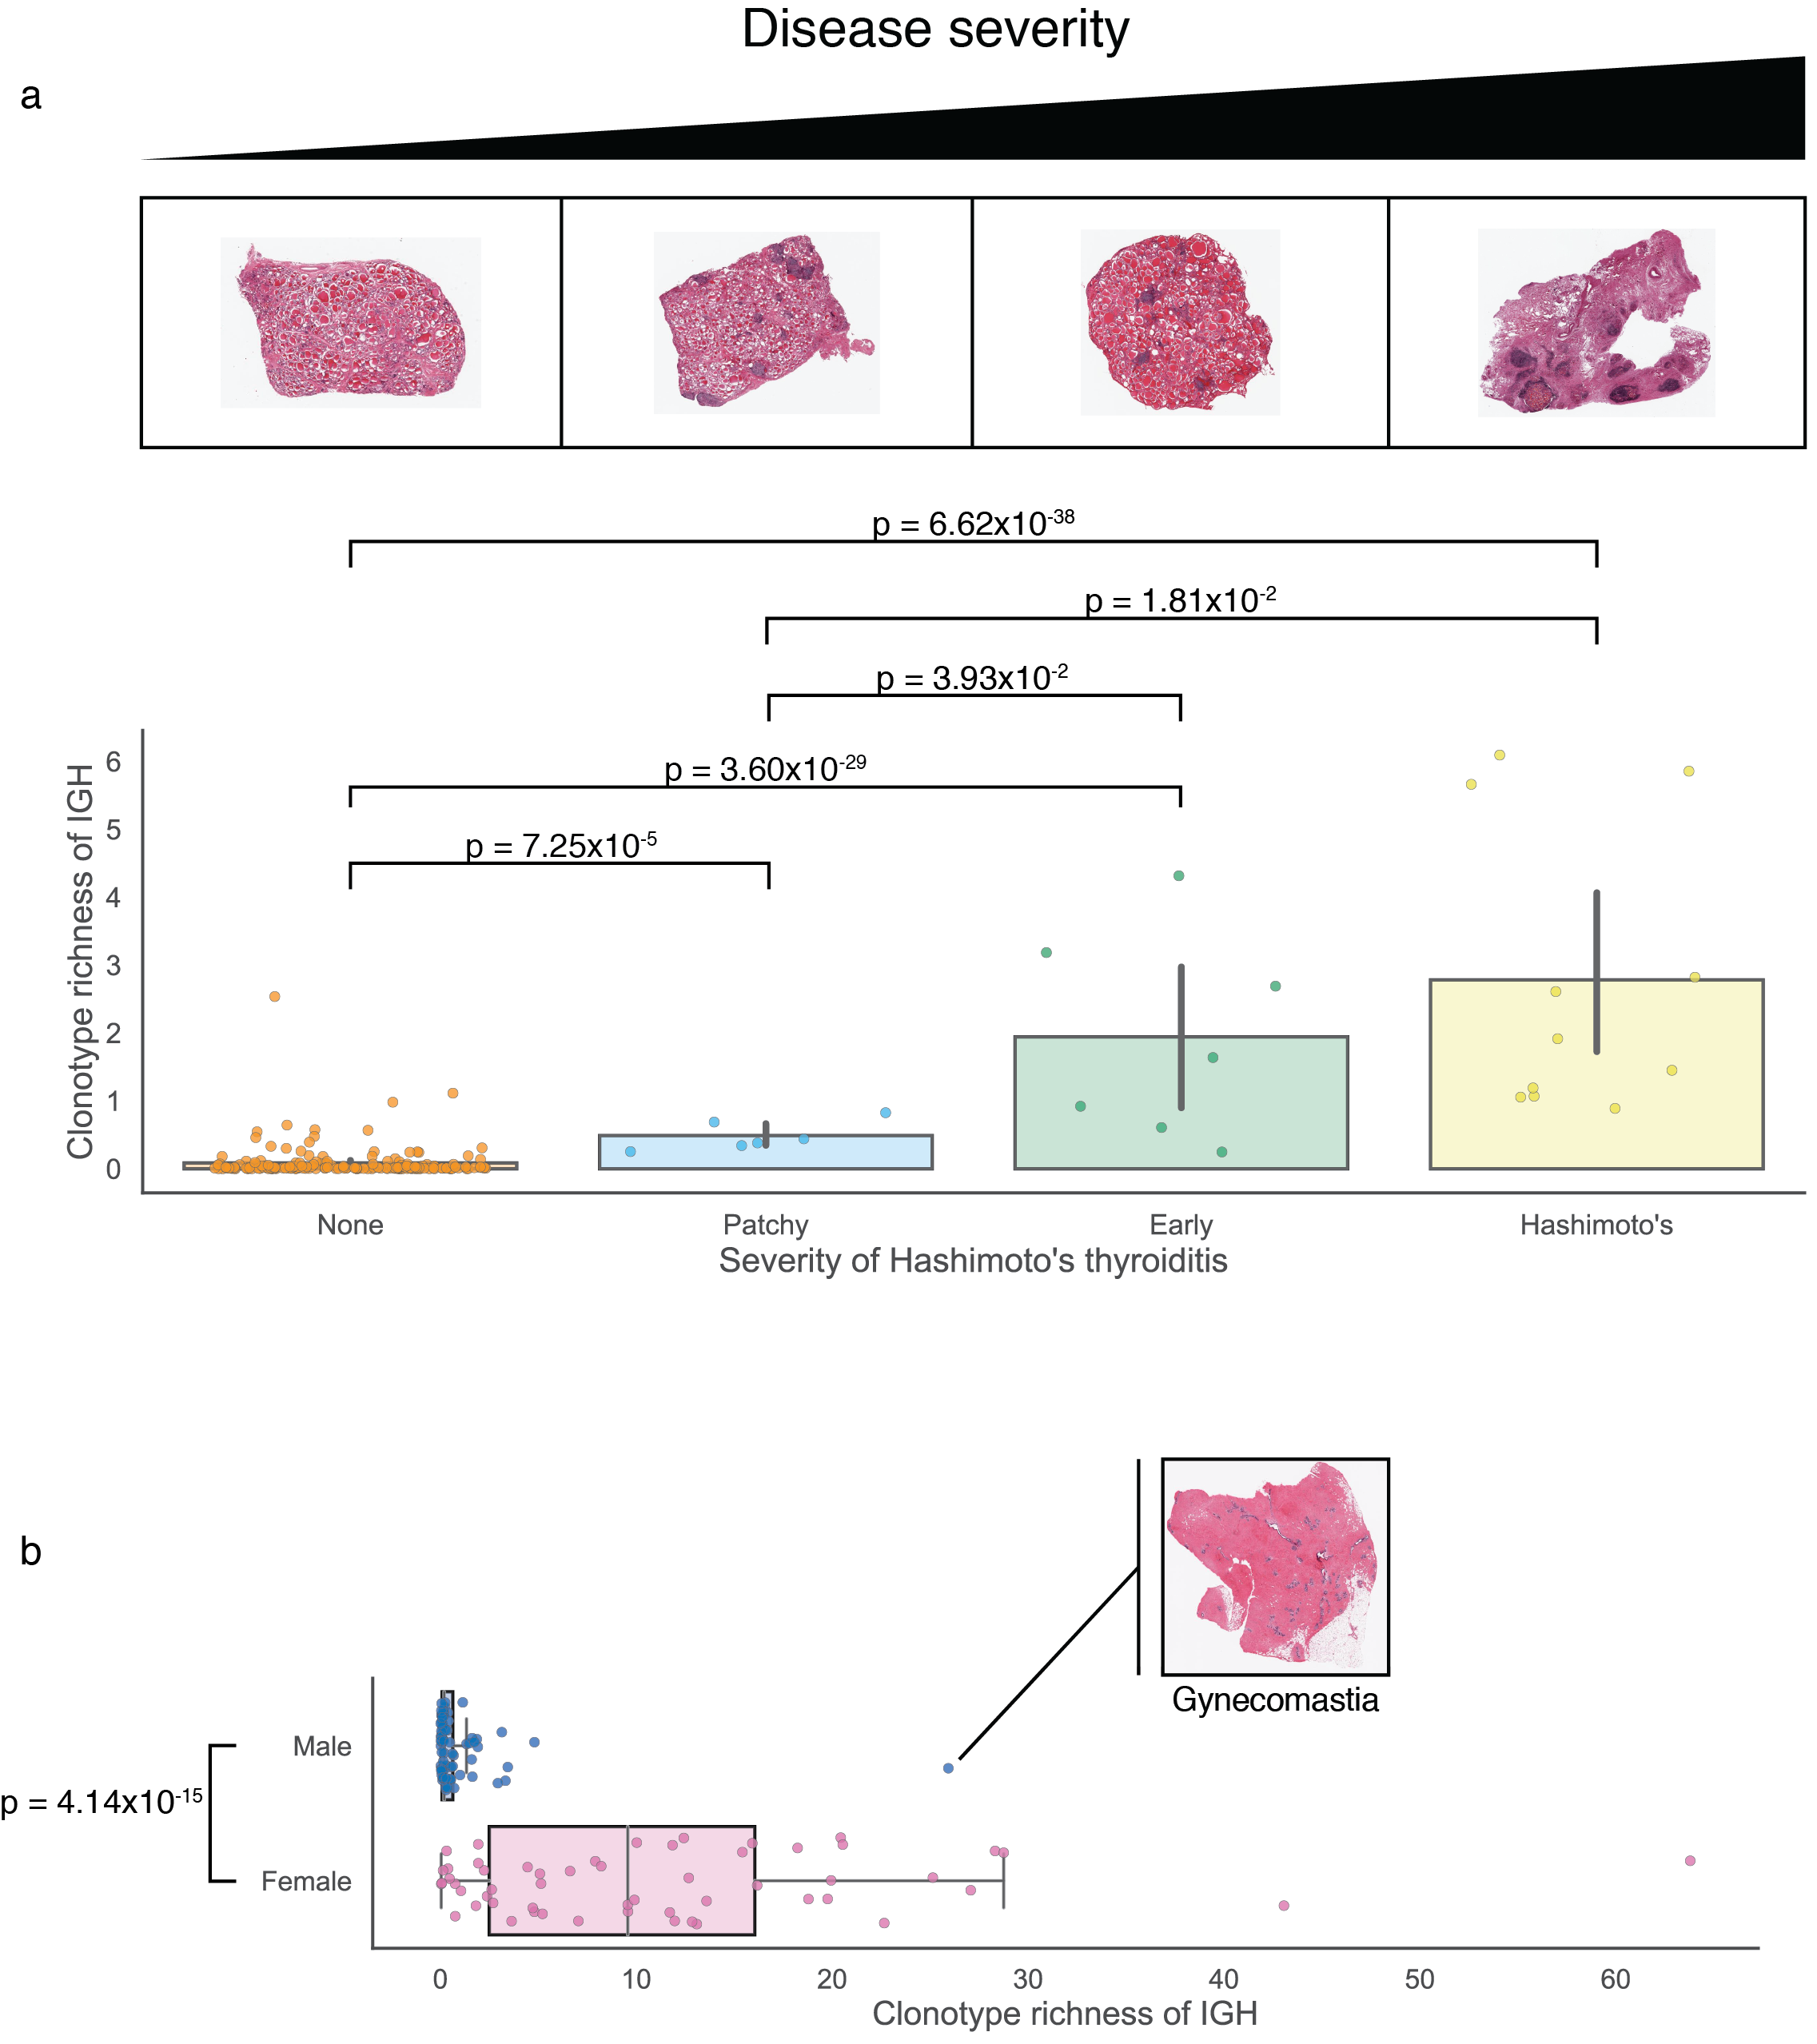 Disease severity
a
p = 6.62x10-38
p = 1.81x10-2
p = 3.93x10-2
p = 3.60x10-29
p = 7.25x10-5
Clonotype richness of IGH
6
5
4
3
2
1
0
None Patchy Early Hashimoto's
Severity of Hashimoto's thyroiditis
b
Gynecomastia
Male
p = 4.14x10-15
Female
0 10 20 30 40 50 60
Clonotype richness of IGH